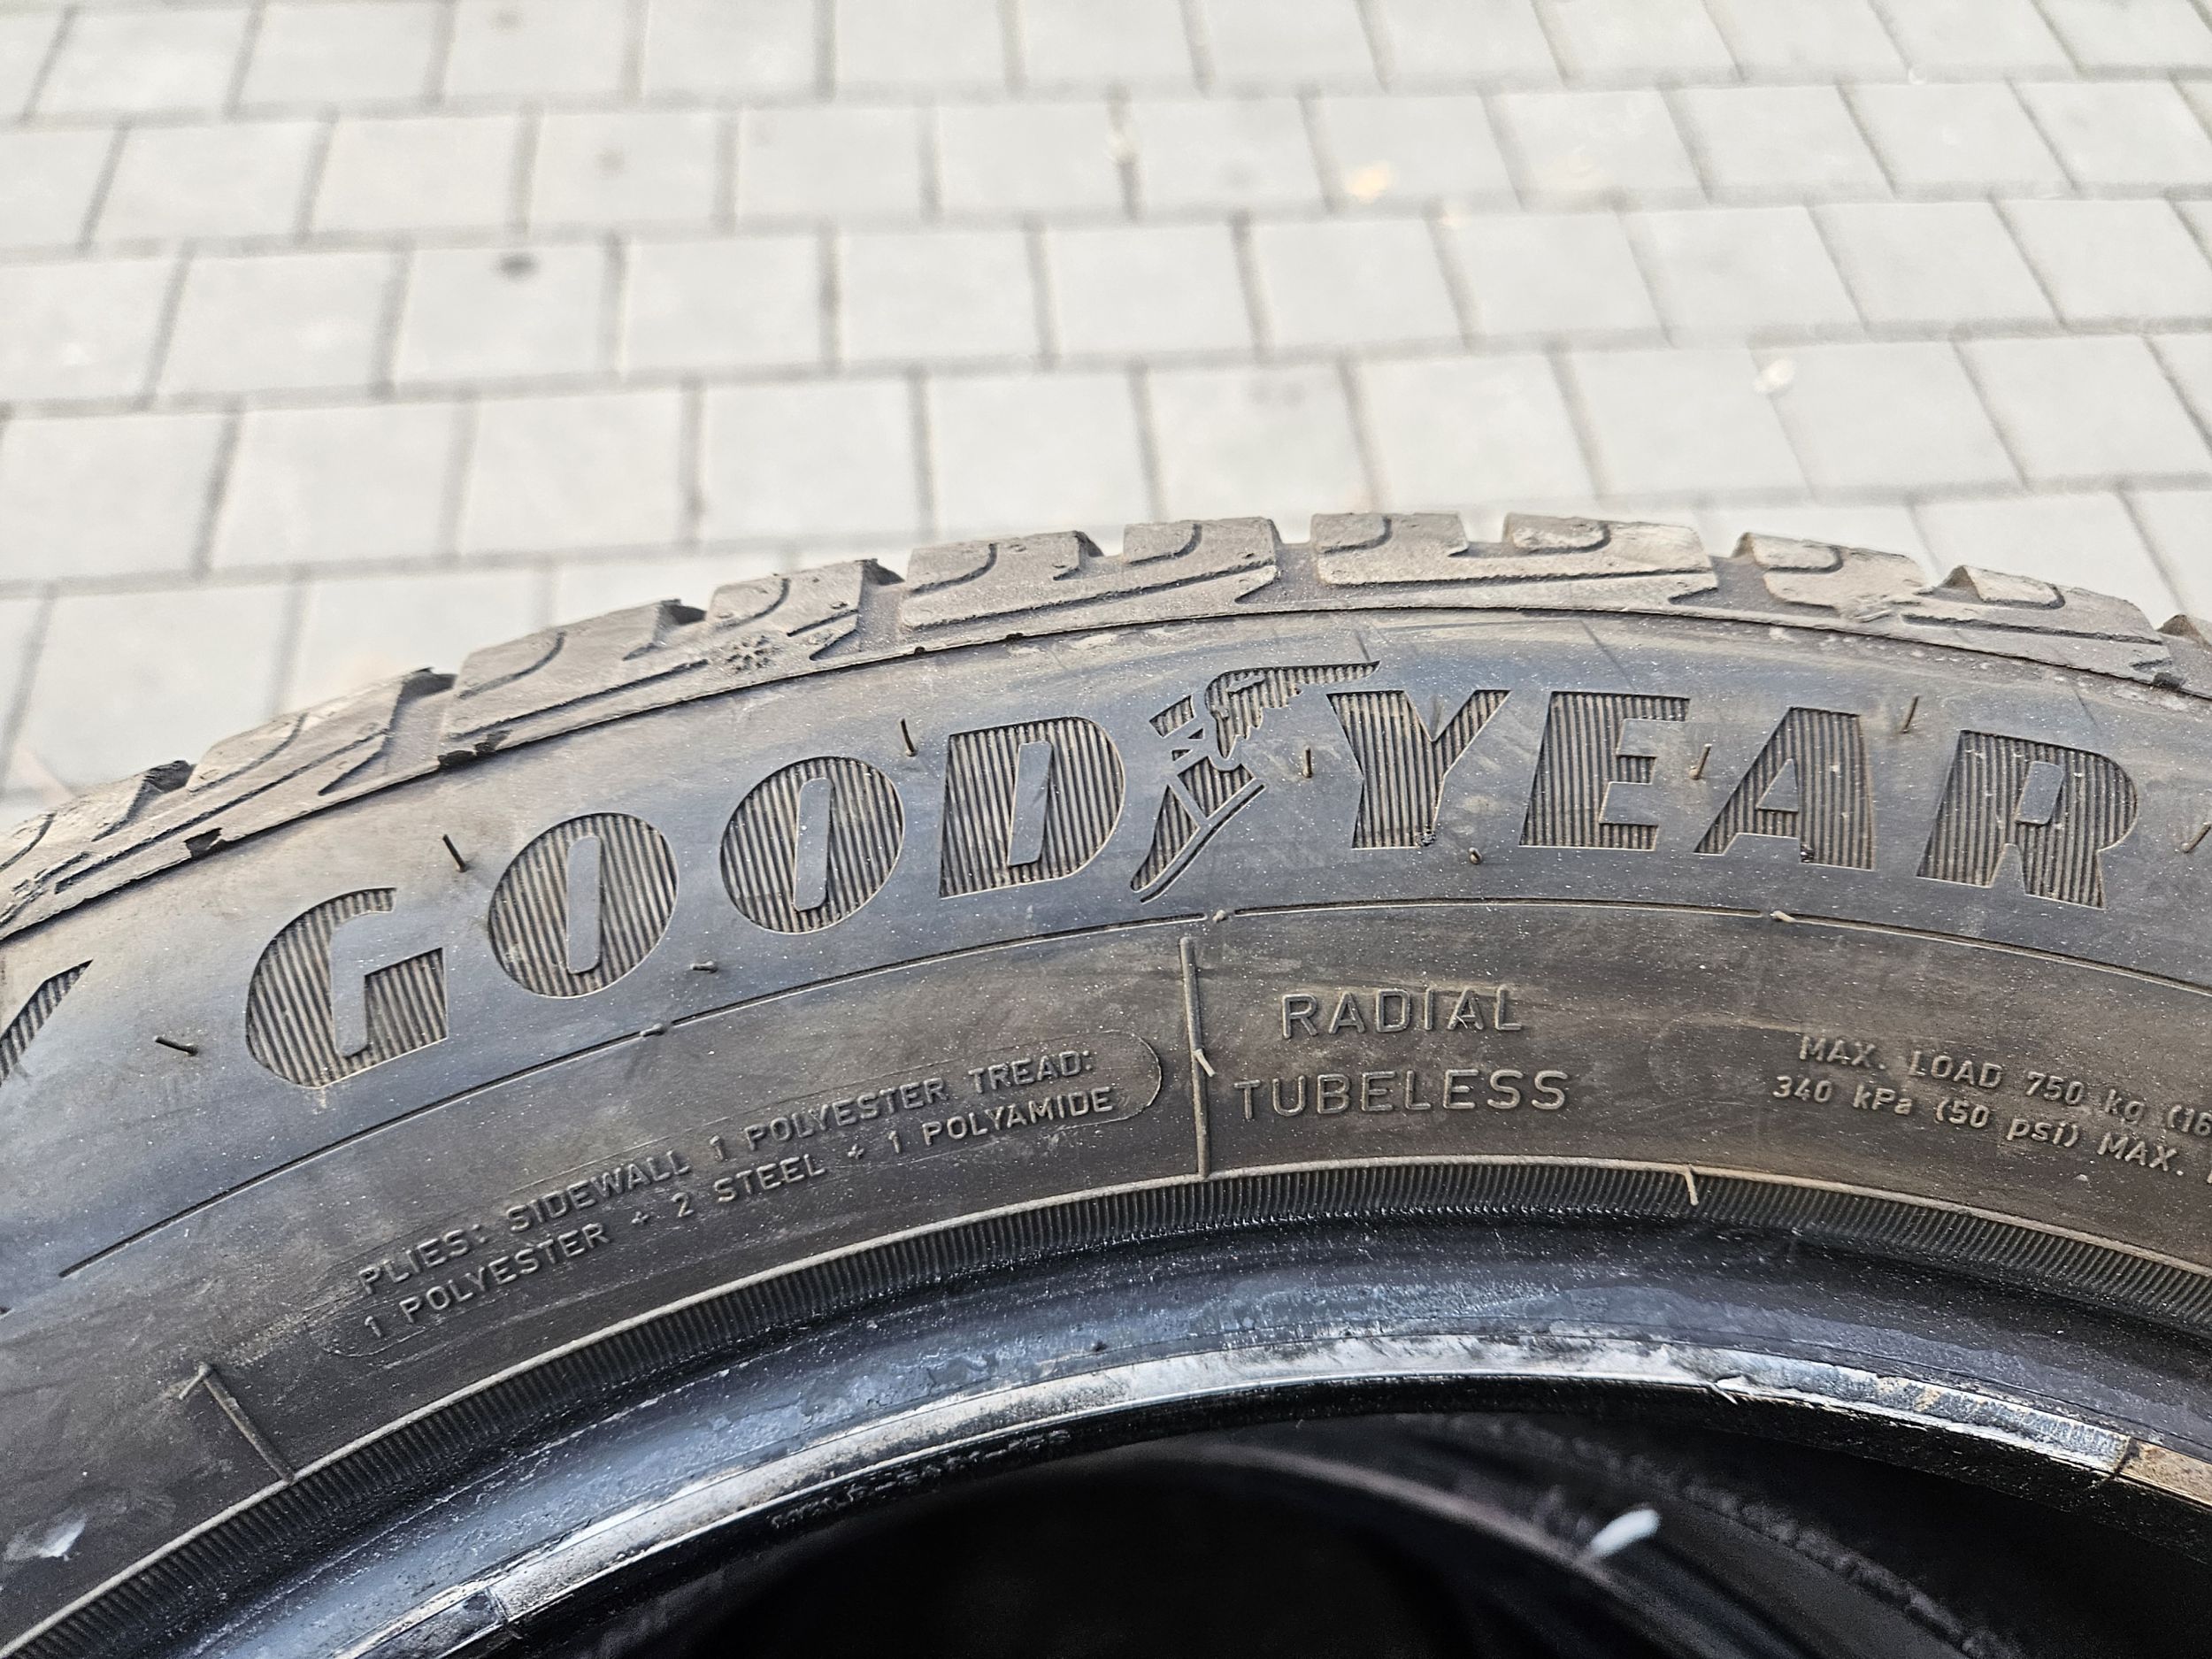 GOODYEAR
PLIES: SIDEWALL 1 POLYESTER TREAD:
1 POLYESTER + 2 STEEL + 1 POLYAMIDE
RADIAL
TUBELESS
MAX. LOAD 750 kg (16
340 kPa (50 psi) MAX.